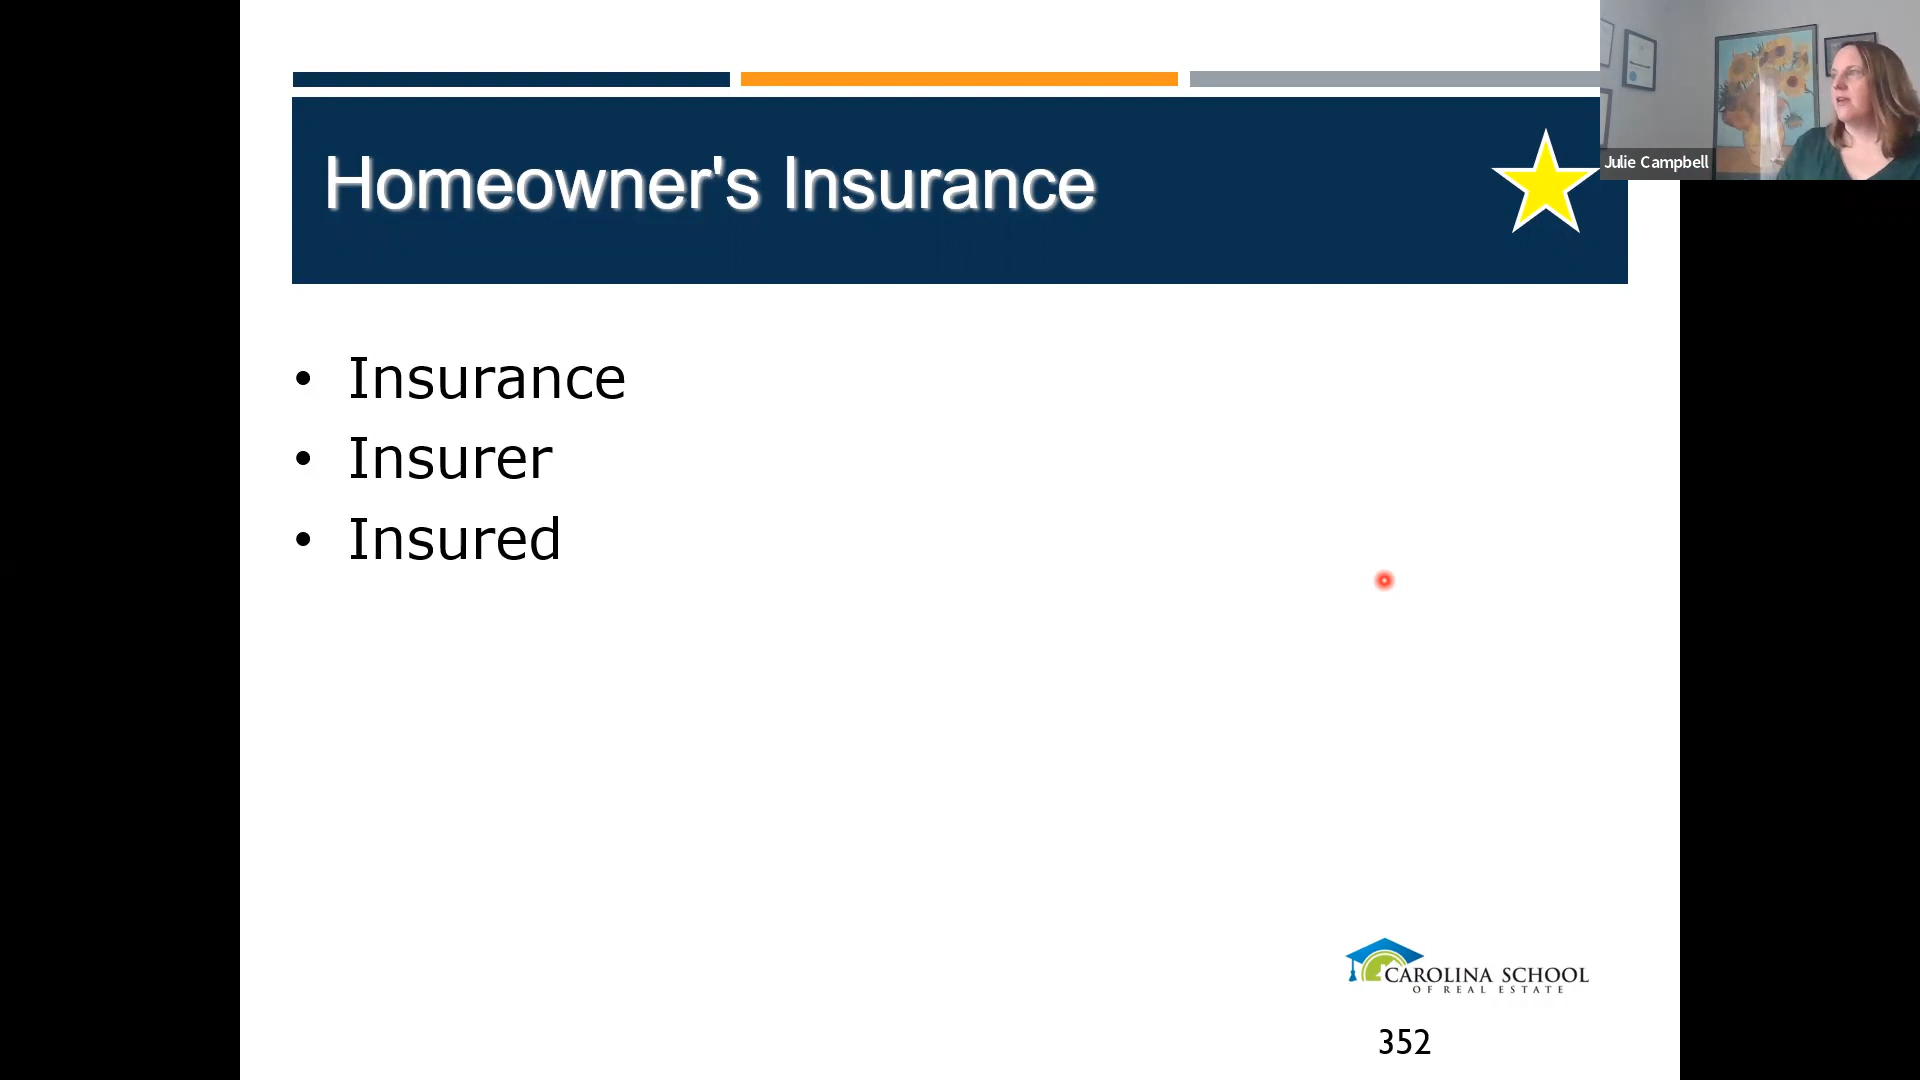 Homeowner's Insurance
Julie Campbell
• Insurance
• Insurer
• Insured
CAROLINA SCHOOL
OF REAL ESTATE
352